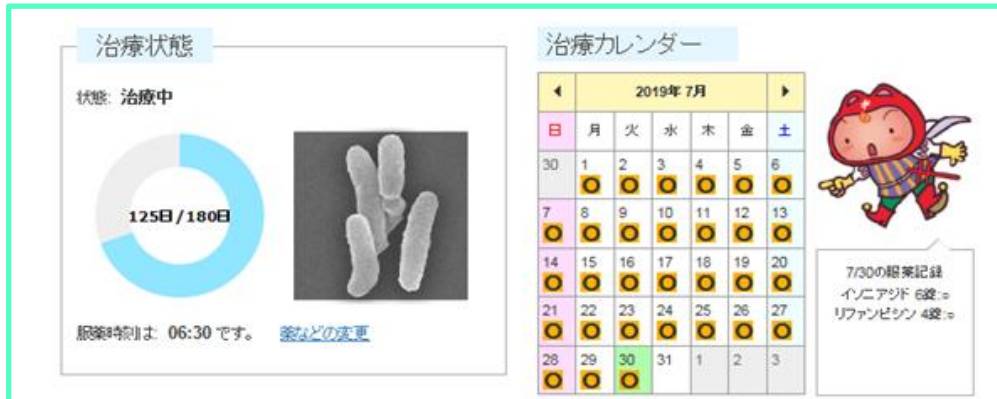 治療状態
状態: 治療中
125日/180日
服薬時刻は 06:30 です。 薬などの変更
治療カレンダー
2019年 7月
日 月 火 水 木 金 土
30 1 2 3 4 5 6
7 8 9 10 11 12 13
14 15 16 17 18 19 20
21 22 23 24 25 26 27
28 29 30 31 1 2 3
7/30の服薬記録
イソニアジド 6錠:○
リファンピシン 4錠:○